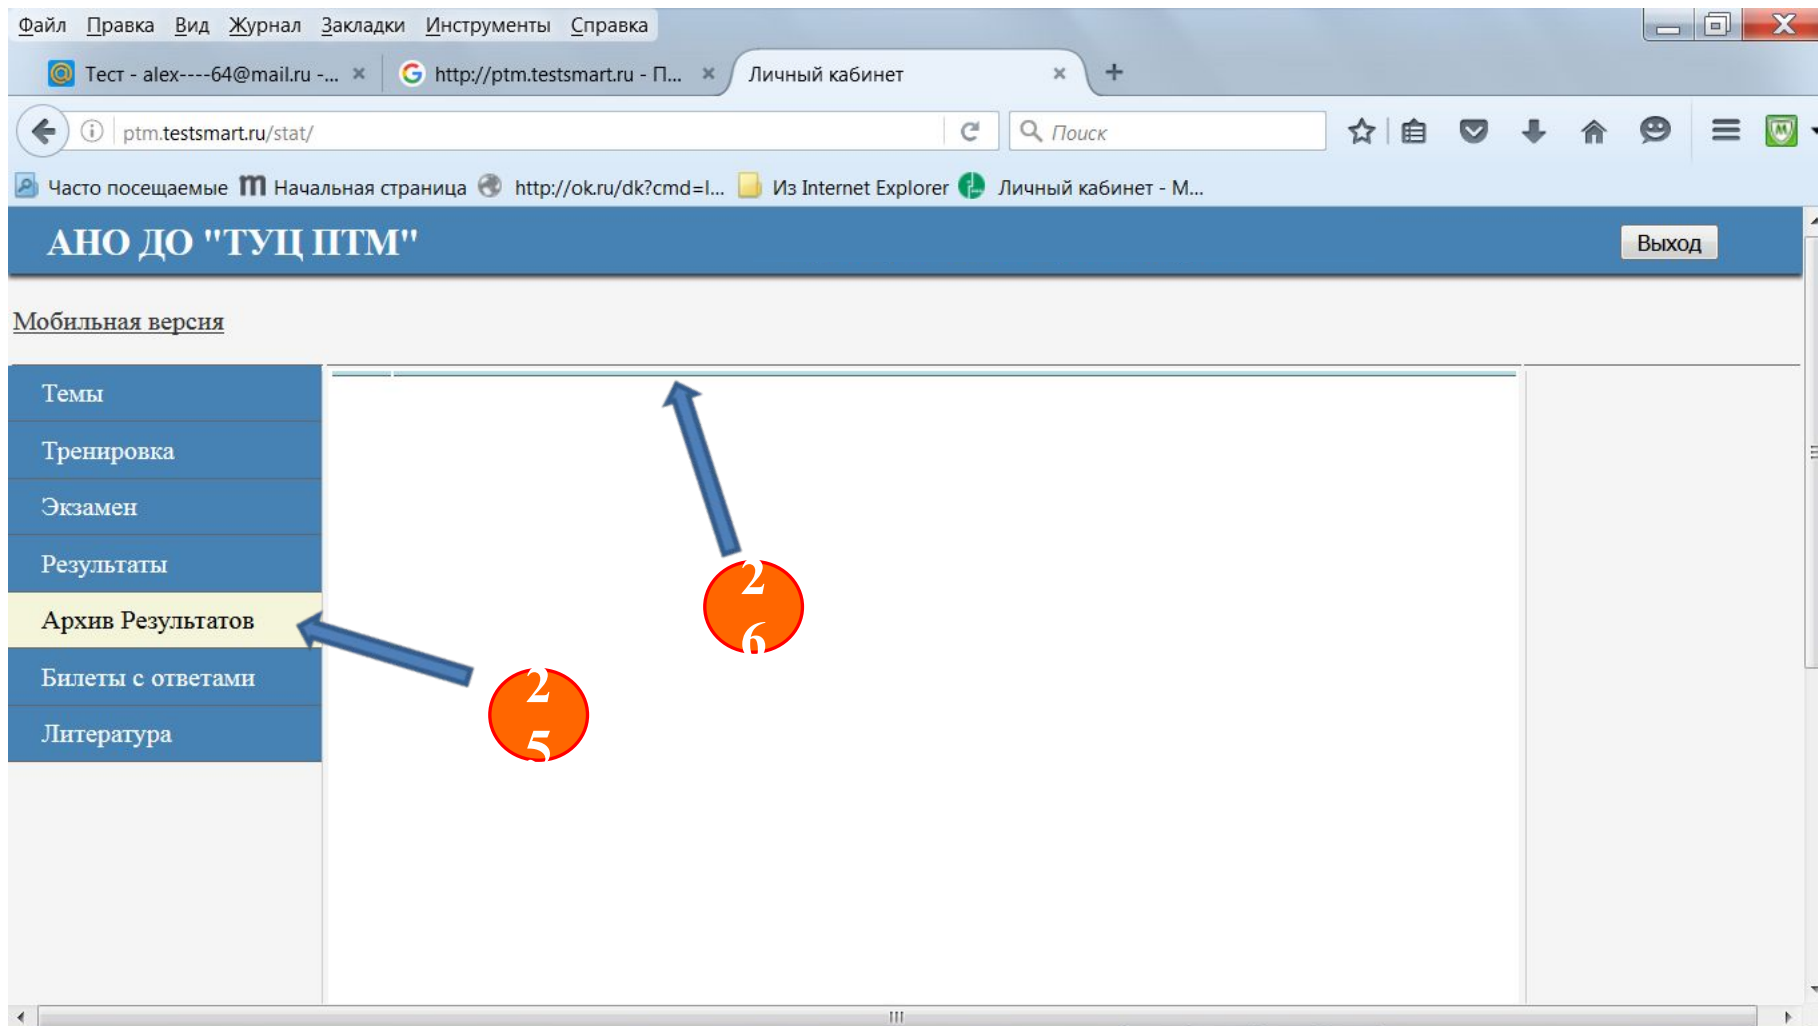 Файл Правка Вид Журнал Закладки Инструменты Справка
Тест - alex----64@mail.ru -... × http://ptm.testsmart.ru - П... × Личный кабинет × +
ptm.testsmart.ru/stat/ Поиск
Часто посещаемые Начальная страница http://ok.ru/dk?cmd=l... Из Internet Explorer Личный кабинет - М...
АНО ДО "ТУЦ ПТМ" Выход
Мобильная версия
Темы
Тренировка
Экзамен
Результаты
Архив Результатов
Билеты с ответами
Литература
2
6
2
5